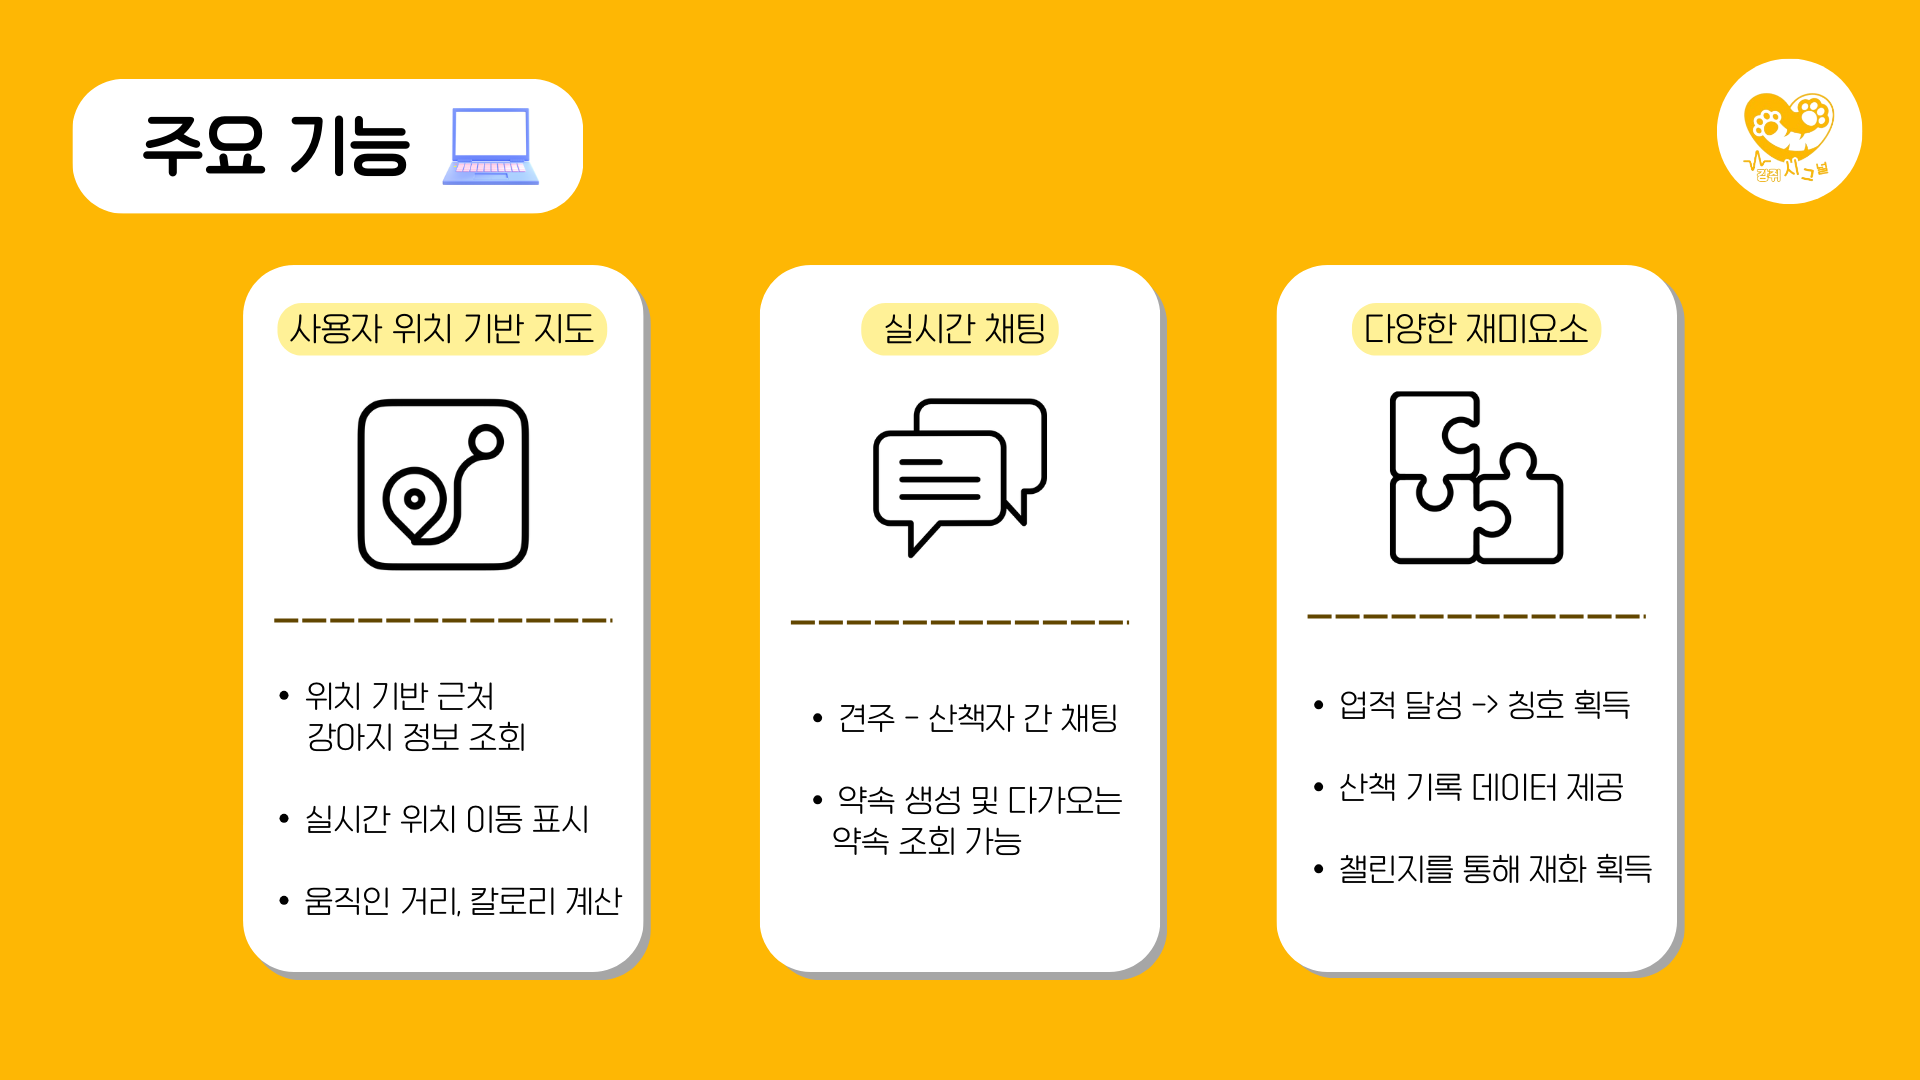 주요 기능
강쥐시그널
사용자 위치 기반 지도
• 위치 기반 근처
강아지 정보 조회
• 실시간 위치 이동 표시
• 움직인 거리, 칼로리 계산
실시간 채팅
• 견주 - 산책자 간 채팅
• 약속 생성 및 다가오는
약속 조회 가능
다양한 재미요소
• 업적 달성 -> 칭호 획득
• 산책 기록 데이터 제공
• 챌린지를 통해 재화 획득